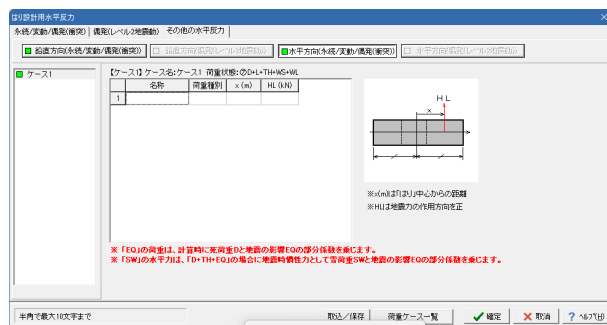 はり設計用水平反力
永続/変動/偶発(衝突) 偶発(レベル2地震動) その他の水平反力
鉛直方向(永続/変動/偶発(衝突)) 鉛直方向(偶発(レベル2地震動)) 水平方向(永続/変動/偶発(衝突)) 水平方向(偶発(レベル2地震動))
ケース1
【ケース1】 ケース名:ケース1 荷重状態:⑦D+L+TH+WS+WL
名称 荷重種別 x (m) HL (kN)
1
HL
x
※x(m)は「はり」中心からの距離
※HLは地震力の作用方向を正
※「EQ」の荷重は、計算時に死荷重Dと地震の影響EQの部分係数を乗じます。
※「SW」の水平力は、「D+TH+EQ」の場合に地震時慣性力として雪荷重SWと地震の影響EQの部分係数を乗じます。
半角で最大10文字まで 取込/保存 荷重ケース一覧 確定 取消 ? ヘルプ(H)